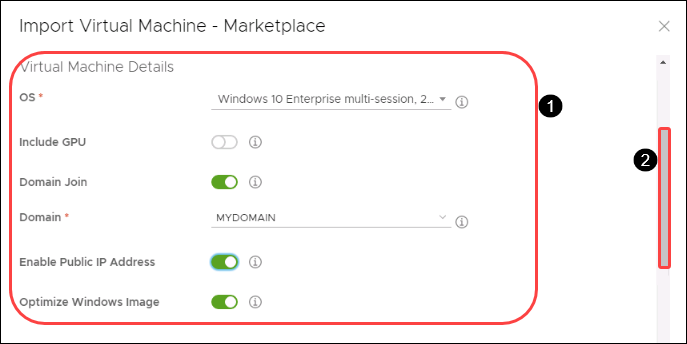 Import Virtual Machine - Marketplace
Virtual Machine Details
OS * Windows 10 Enterprise multi-session, 2...
1
Include GPU
2
Domain Join
Domain * MYDOMAIN
Enable Public IP Address
Optimize Windows Image